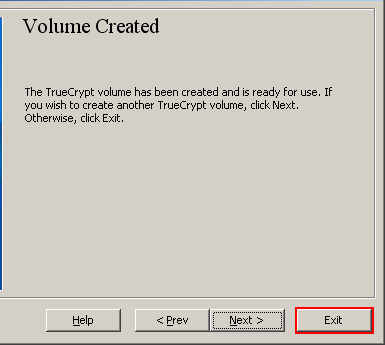 Volume Created
The TrueCrypt volume has been created and is ready for use. If
you wish to create another TrueCrypt volume, click Next.
Otherwise, click Exit.
Help
< Prev
Next >
Exit